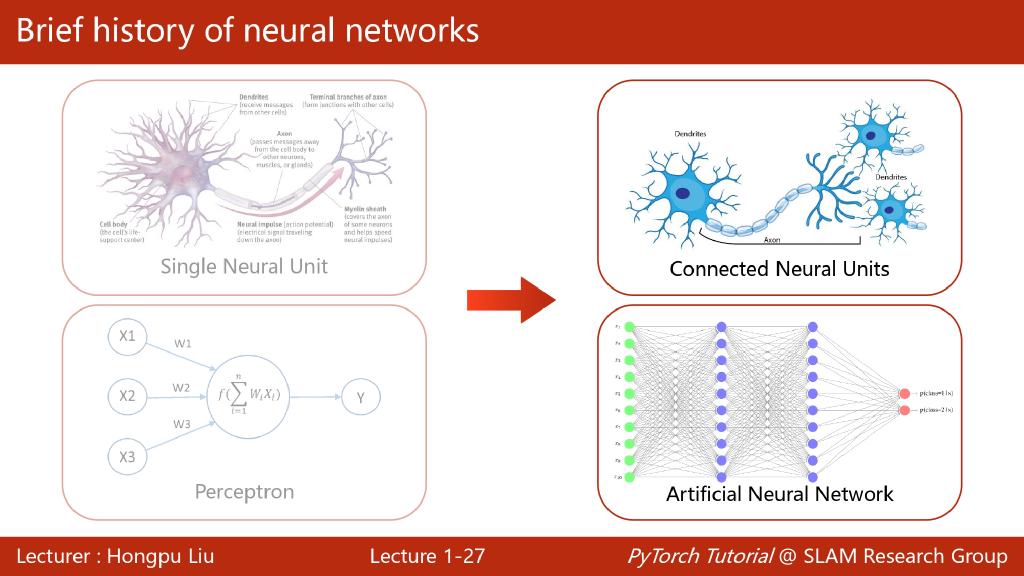 Brief history of neural networks
Dendrites
(receive messages
from other cells)
Terminal branches of axon
(form junctions with other cells)
Axon
(passes messages away
from the cell body to
other neurons,
muscles, or glands)
Cell body
(the cell's life-
support center)
Neural impulse (action potential)
(electrical signal traveling
down the axon)
Myelin sheath
(covers the axon
of some neurons
and helps speed
neural impulses)
Single Neural Unit
Dendrites
Dendrites
Axon
Connected Neural Units
X1
W1
X2
W2
W3
X3
f(∑ⁿᵢ₌₁ WᵢXᵢ)
Y
Perceptron
p(class=1|x)
p(class=2|x)
Artificial Neural Network
Lecturer : Hongpu Liu
Lecture 1-27
PyTorch Tutorial @ SLAM Research Group